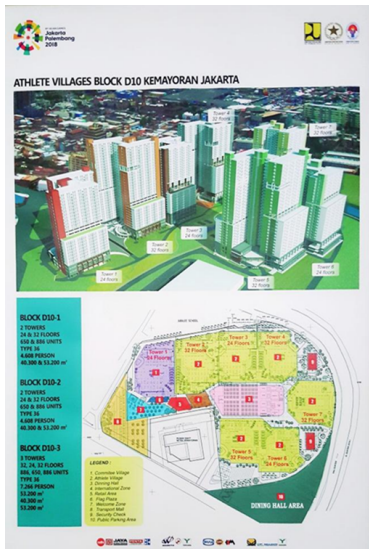 Jakarta
Palembang
2018
ATHLETE VILLAGES BLOCK D10 KEMAYORAN JAKARTA
Tower 4
32 floors
Tower 7
Tower 3
24 floors
Tower 2
32 floors
Tower 1
24 floors
Tower 6
24 floors
Tower 5
32 floors
BLOCK D10-1
2 TOWERS
24 & 32 FLOORS
650 & 886 UNITS
TYPE 36
4.608 PERSON
40.300 & 53.200 m²
BLOCK D10-2
2 TOWERS
24 & 32 FLOORS
650 & 886 UNITS
TYPE 36
4.608 PERSON
40.300 & 53.200 m²
BLOCK D10-3
3 TOWERS
32, 24, 32 FLOORS
886, 650, 886 UNITS
TYPE 36
7.266 PERSON
53.200 m²
40.300 m²
53.200 m²
Tower 1
24 Floors
Tower 2
32 Floors
Tower 3
24 Floors
Tower 4
32 Floors
Tower 7
32 Floors
Tower 5
32 Floors
Tower 6
24 Floors
LEGEND :
1. Committee Village
2. Athlete Village
3. Dinning Hall
4. International Zone
5. Retail Area
6. Flag Plaza
7. Welcome Zone
8. Transport Mall
9. Security Check
10. Public Parking Area
10
DINING HALL AREA